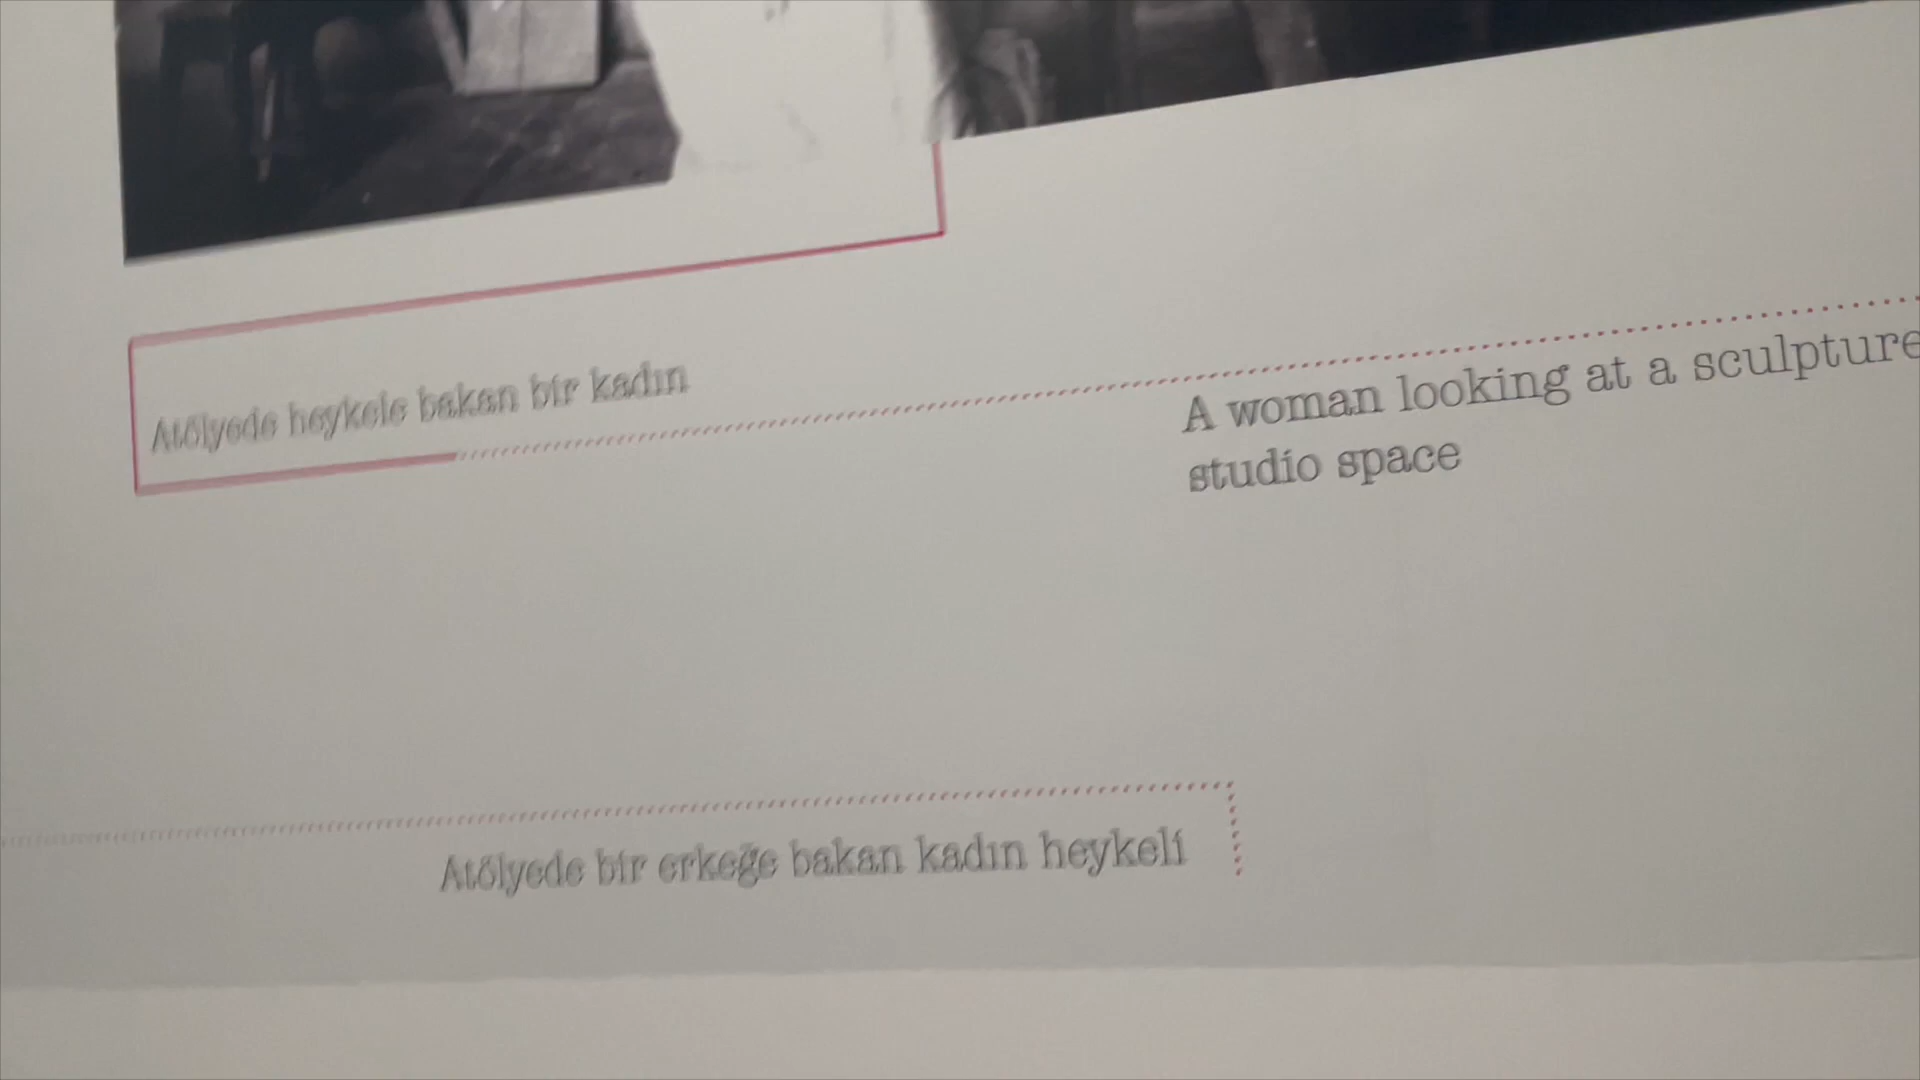 Atölyede heykele bakan bir kadın
A woman looking at a sculpture
studio space
Atölyede bir erkeğe bakan kadın heykeli